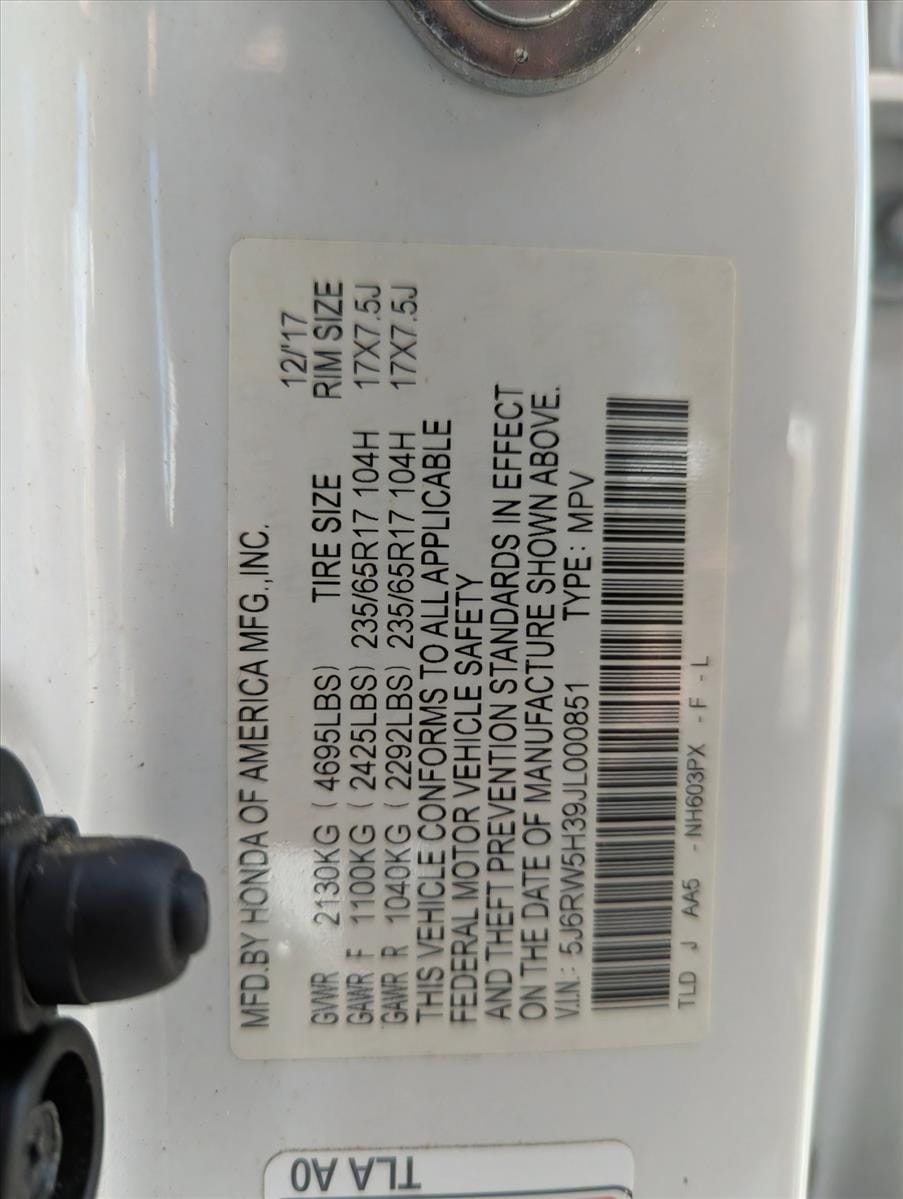 MFD.BY HONDA OF AMERICA MFG.,INC.
12/'17
GVWR 2130KG ( 4695LBS) TIRE SIZE RIM SIZE
GAWR F 1100KG ( 2425LBS) 235/65R17 104H 17X7.5J
GAWR R 1040KG ( 2292LBS) 235/65R17 104H 17X7.5J
THIS VEHICLE CONFORMS TO ALL APPLICABLE
FEDERAL MOTOR VEHICLE SAFETY
AND THEFT PREVENTION STANDARDS IN EFFECT
ON THE DATE OF MANUFACTURE SHOWN ABOVE.
V.I.N.: 5J6RW5H39JL000851 TYPE : MPV
TLD J AA5 -NH603PX - F - L
TLA A0